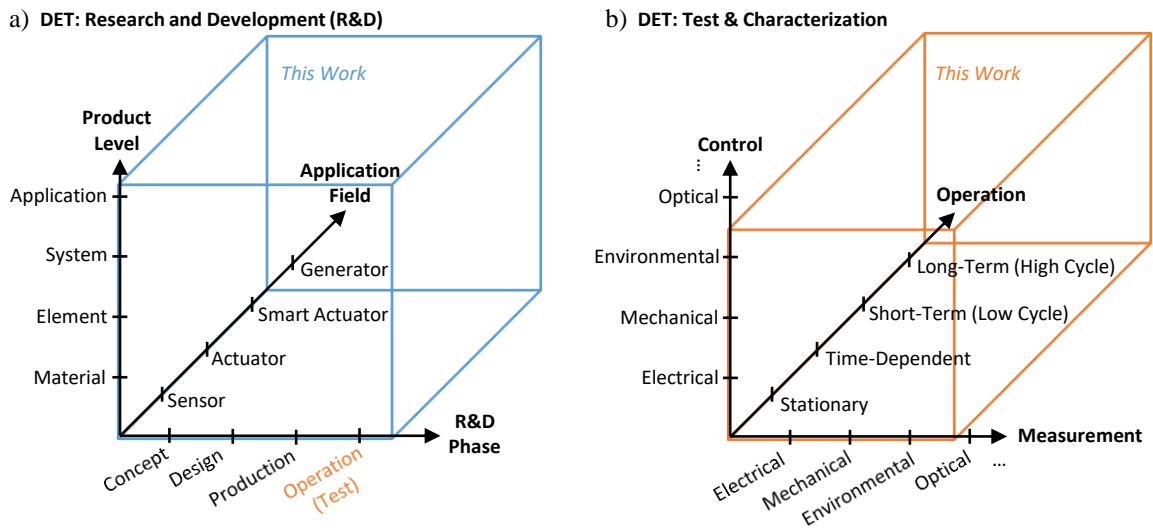 a) DET: Research and Development (R&D)
This Work
Product
Level
Application
Field
Application
System
Element
Material
Generator
Smart Actuator
Actuator
Sensor
R&D
Phase
Concept
Design
Production
Operation
(Test)
b) DET: Test & Characterization
This Work
Control
...
Optical
Environmental
Mechanical
Electrical
Operation
Long-Term (High Cycle)
Short-Term (Low Cycle)
Time-Dependent
Stationary
Measurement
Electrical
Mechanical
Environmental
Optical
...